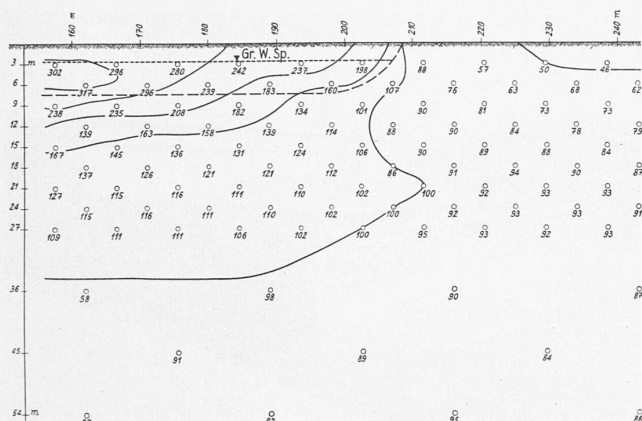 160 m 170 180 190 200 210 220 230 240 m
Gr. W. Sp.
3 m 302 296 280 242 237 198 88 57 50 46
6 317 296 239 183 160 107 76 63 68 62
9 238 235 208 182 134 101 90 81 73 73
12 139 163 158 139 114 88 90 84 78 79
15 167 145 136 131 124 106 90 89 88 84
18 137 126 121 121 112 86 91 94 90 87
21 127 115 116 111 110 102 100 92 93 93
24 115 116 111 110 102 100 92 93 93 91
27 109 111 111 106 102 100 95 93 92 93
36 58 98 90 87
45 91 89 84
54 m